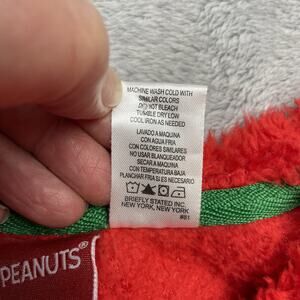 MACHINE WASH COLD WITH
SIMILAR COLORS
DO NOT BLEACH
TUMBLE DRY LOW
COOL IRON AS NEEDED
LAVADO A MAQUINA
CON AGUA FRIA
CON COLORES SIMILARES
NO USAR BLANQUEADOR
SECAR A MAQUINA
EN TEMPERATURA BAJA
PLANCHAR FRIA SI ES NECESARIO
BRIEFLY STATED INC.
NEW YORK, NEW YORK
#81
PEANUTS®